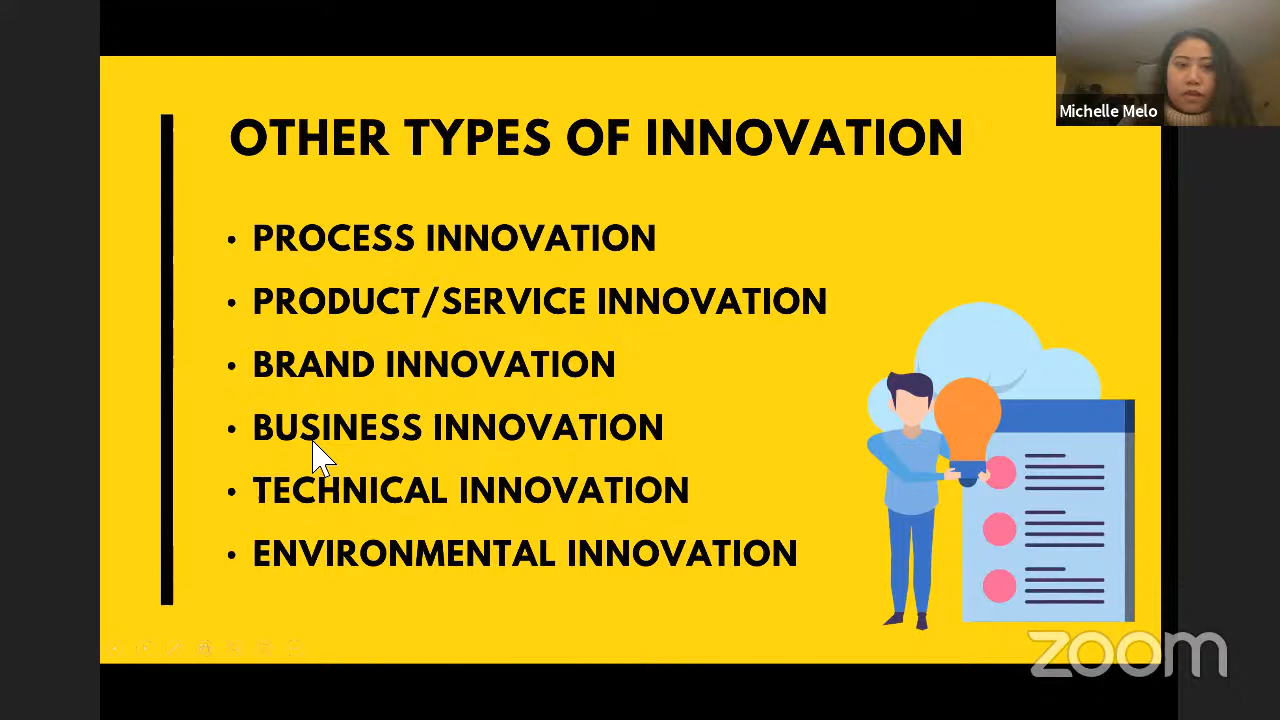 OTHER TYPES OF INNOVATION
• PROCESS INNOVATION
• PRODUCT/SERVICE INNOVATION
• BRAND INNOVATION
• BUSINESS INNOVATION
• TECHNICAL INNOVATION
• ENVIRONMENTAL INNOVATION
Michelle Melo
zoom